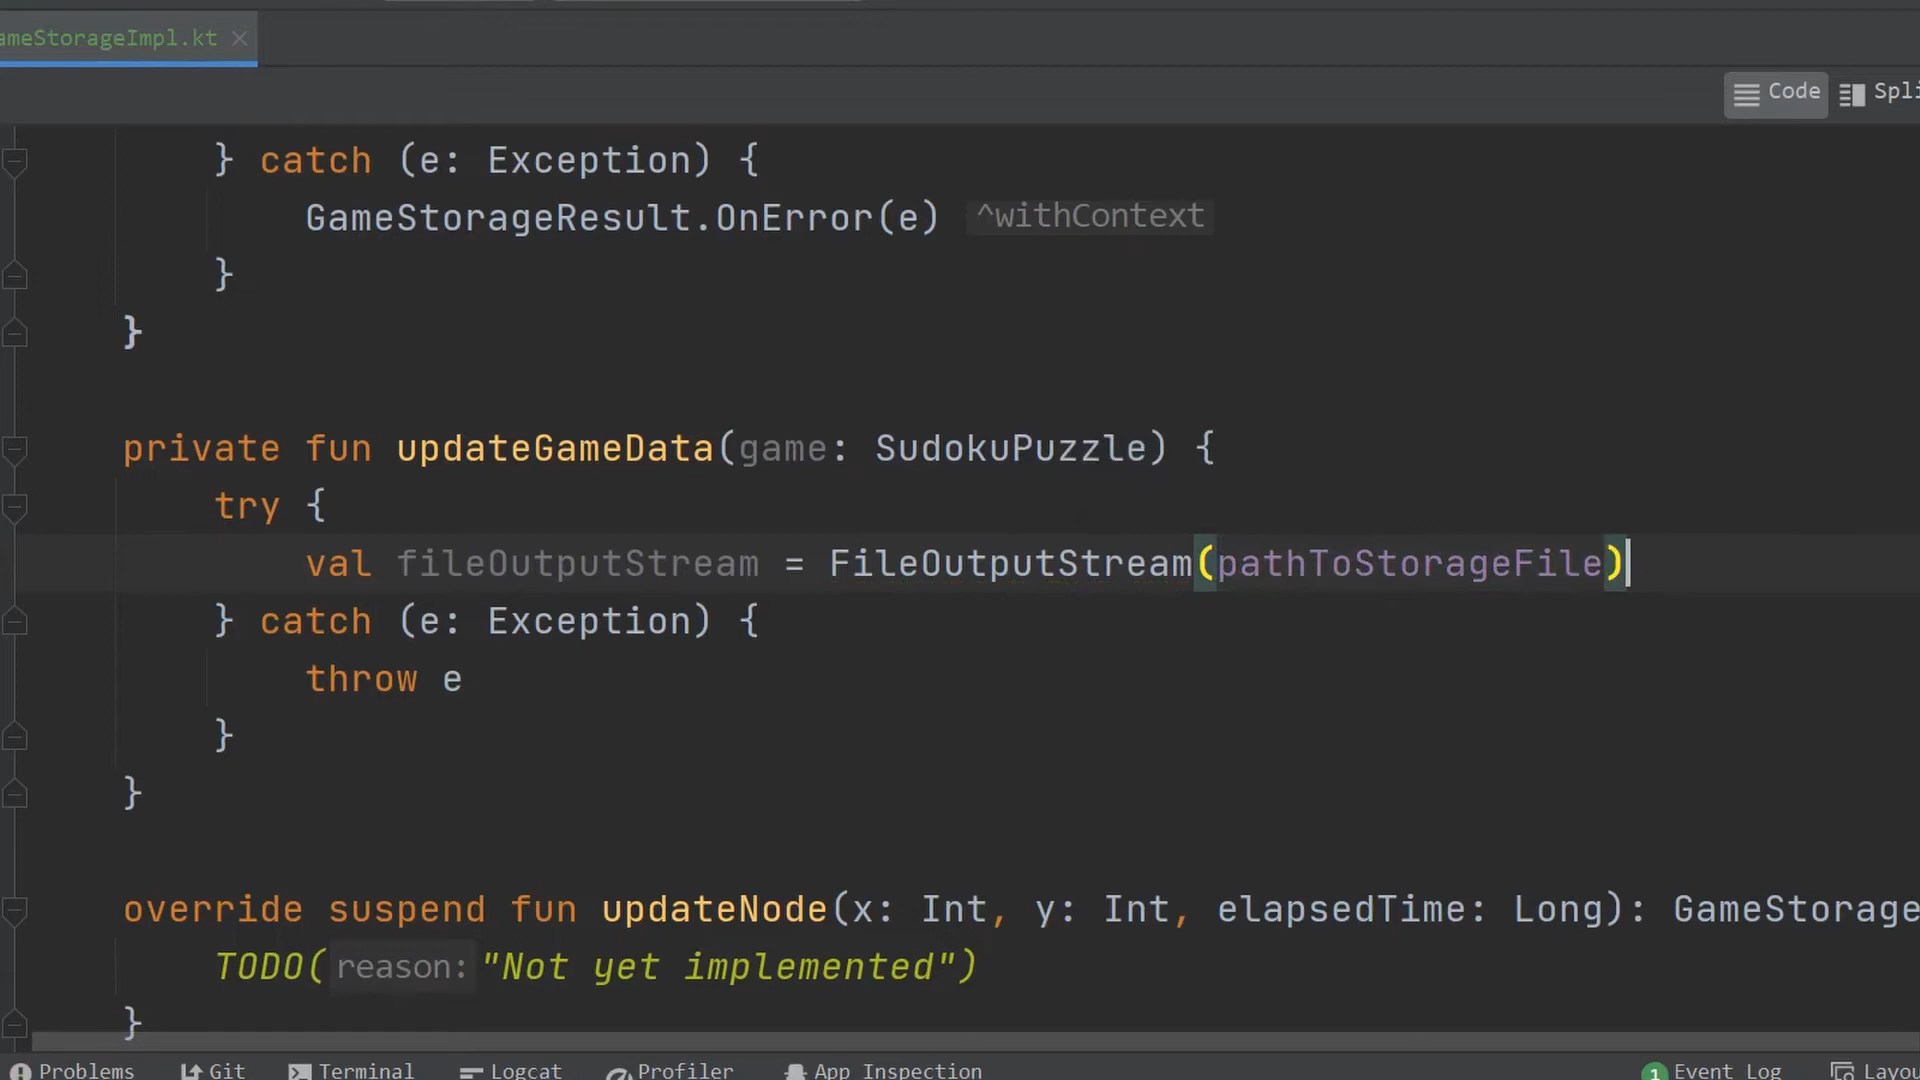 ameStorageImpl.kt
Code Spli
} catch (e: Exception) {
GameStorageResult.OnError(e) ^withContext
}
}
private fun updateGameData(game: SudokuPuzzle) {
try {
val fileOutputStream = FileOutputStream(pathToStorageFile)
} catch (e: Exception) {
throw e
}
}
override suspend fun updateNode(x: Int, y: Int, elapsedTime: Long): GameStorage
TODO( reason: "Not yet implemented")
}
Problems Git Terminal Logcat Profiler App Inspection 1 Event Log Layou